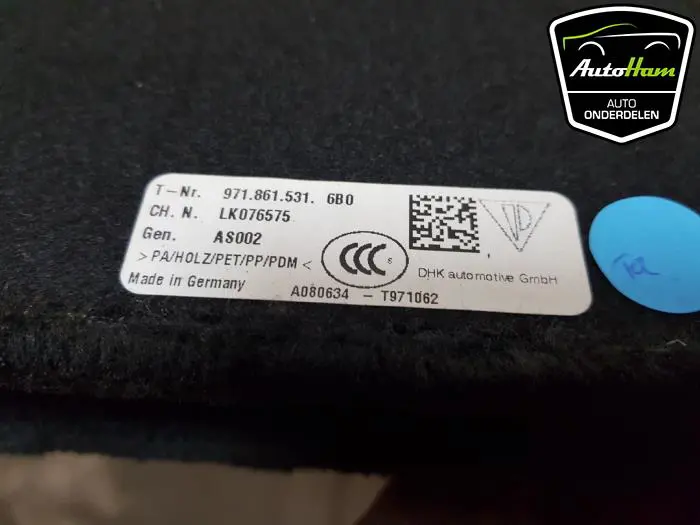 AutoHam
AUTO
ONDERDELEN
T-Nr. 971.861.531. 6B0
CH. N. LK076575
Gen. AS002
>PA/HOLZ/PET/PP/PDM<
Made in Germany
CCC S
DHK automotive GmbH
A080634 - T971062